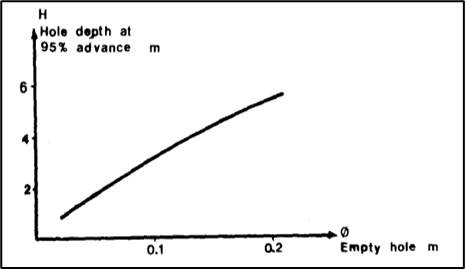 H
Hole depth at
95% advance m
6
4
2
0.1
0.2
Ø
Empty hole m